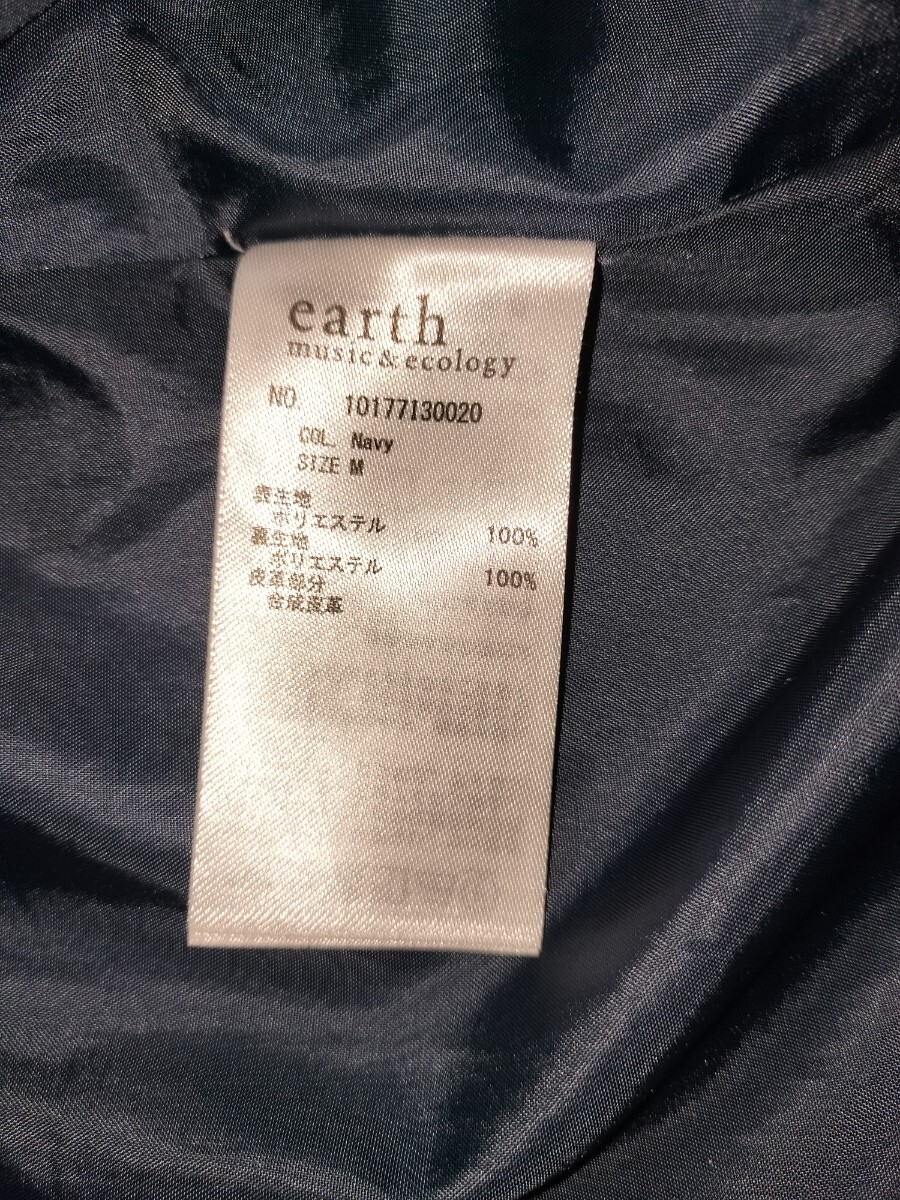 earth
music & ecology
NO. 10177130020
COL. Navy
SIZE M
表生地
ポリエステル 100%
裏生地
ポリエステル 100%
皮革部分
合成皮革